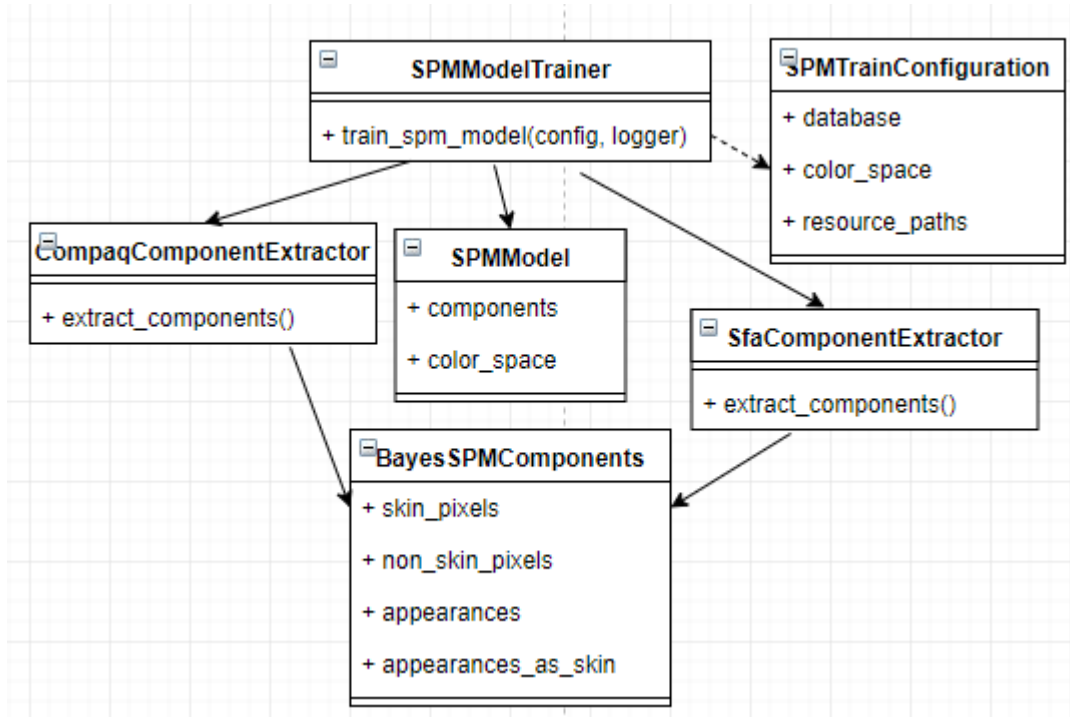 SPMModelTrainer
+ train_spm_model(config, logger)
SPMTrainConfiguration
+ database
+ color_space
+ resource_paths
CompaqComponentExtractor
+ extract_components()
SPMModel
+ components
+ color_space
SfaComponentExtractor
+ extract_components()
BayesSPMComponents
+ skin_pixels
+ non_skin_pixels
+ appearances
+ appearances_as_skin